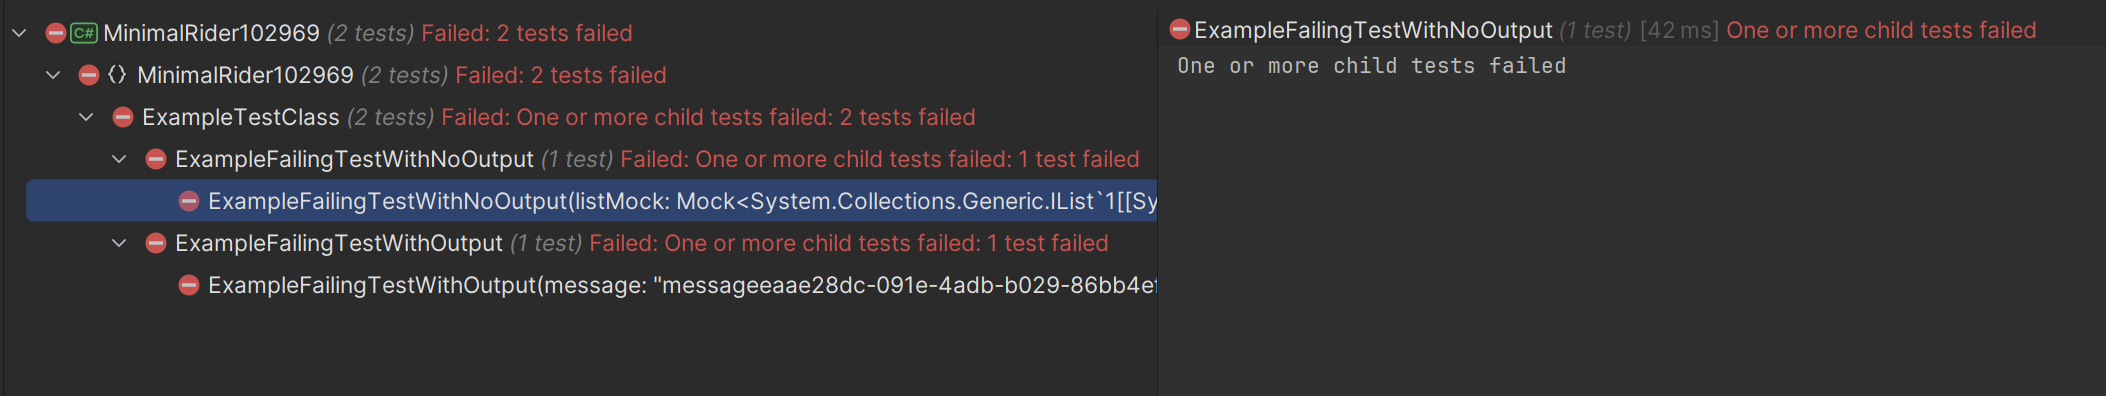 C# MinimalRider102969 (2 tests) Failed: 2 tests failed
{} MinimalRider102969 (2 tests) Failed: 2 tests failed
ExampleTestClass (2 tests) Failed: One or more child tests failed: 2 tests failed
ExampleFailingTestWithNoOutput (1 test) Failed: One or more child tests failed: 1 test failed
ExampleFailingTestWithNoOutput(listMock: Mock<System.Collections.Generic.IList`1[[Sy
ExampleFailingTestWithOutput (1 test) Failed: One or more child tests failed: 1 test failed
ExampleFailingTestWithOutput(message: "messageeaae28dc-091e-4adb-b029-86bb4ef
ExampleFailingTestWithNoOutput (1 test) [42 ms] One or more child tests failed
One or more child tests failed